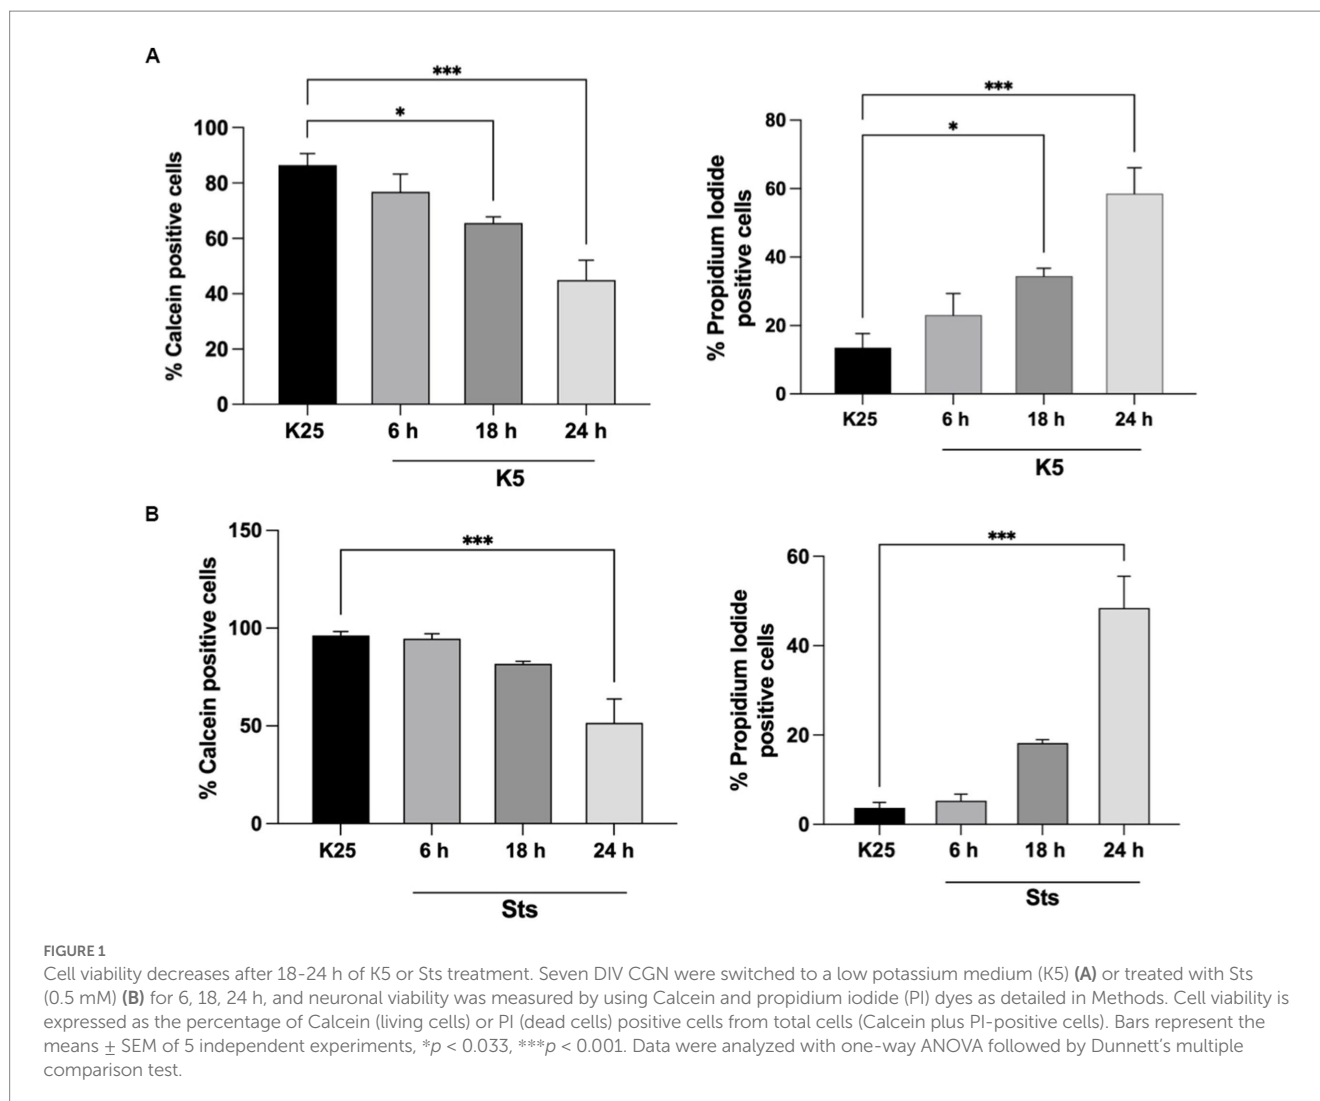 A
***
*
% Calcein positive cells
100
80
60
40
20
0
K25 6 h 18 h 24 h
K5
***
*
% Propidium Iodide
positive cells
80
60
40
20
0
K25 6 h 18 h 24 h
K5
B
***
% Calcein positive cells
150
100
50
0
K25 6 h 18 h 24 h
Sts
***
% Propidium Iodide
positive cells
60
40
20
0
K25 6 h 18 h 24 h
Sts
FIGURE 1
Cell viability decreases after 18-24 h of K5 or Sts treatment. Seven DIV CGN were switched to a low potassium medium (K5) (A) or treated with Sts
(0.5 mM) (B) for 6, 18, 24 h, and neuronal viability was measured by using Calcein and propidium iodide (PI) dyes as detailed in Methods. Cell viability is
expressed as the percentage of Calcein (living cells) or PI (dead cells) positive cells from total cells (Calcein plus PI-positive cells). Bars represent the
means ± SEM of 5 independent experiments, *p < 0.033, ***p < 0.001. Data were analyzed with one-way ANOVA followed by Dunnett's multiple
comparison test.